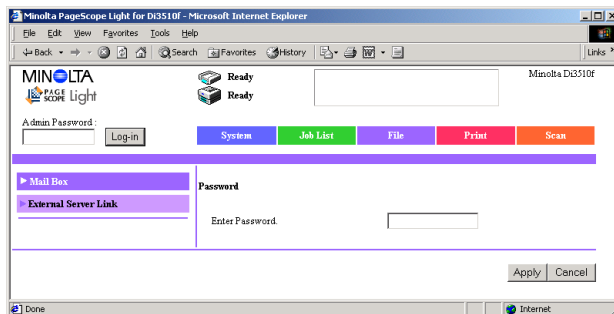 Minolta PageScope Light for Di3510f - Microsoft Internet Explorer
File Edit View Favorites Tools Help
Back Search Favorites History Links »
MINOLTA Ready Minolta Di3510f
PAGE SCOPE Light Ready
Admin Password :
Log-in System Job List File Print Scan
Mail Box Password
External Server Link
Enter Password.
Apply Cancel
Done Internet